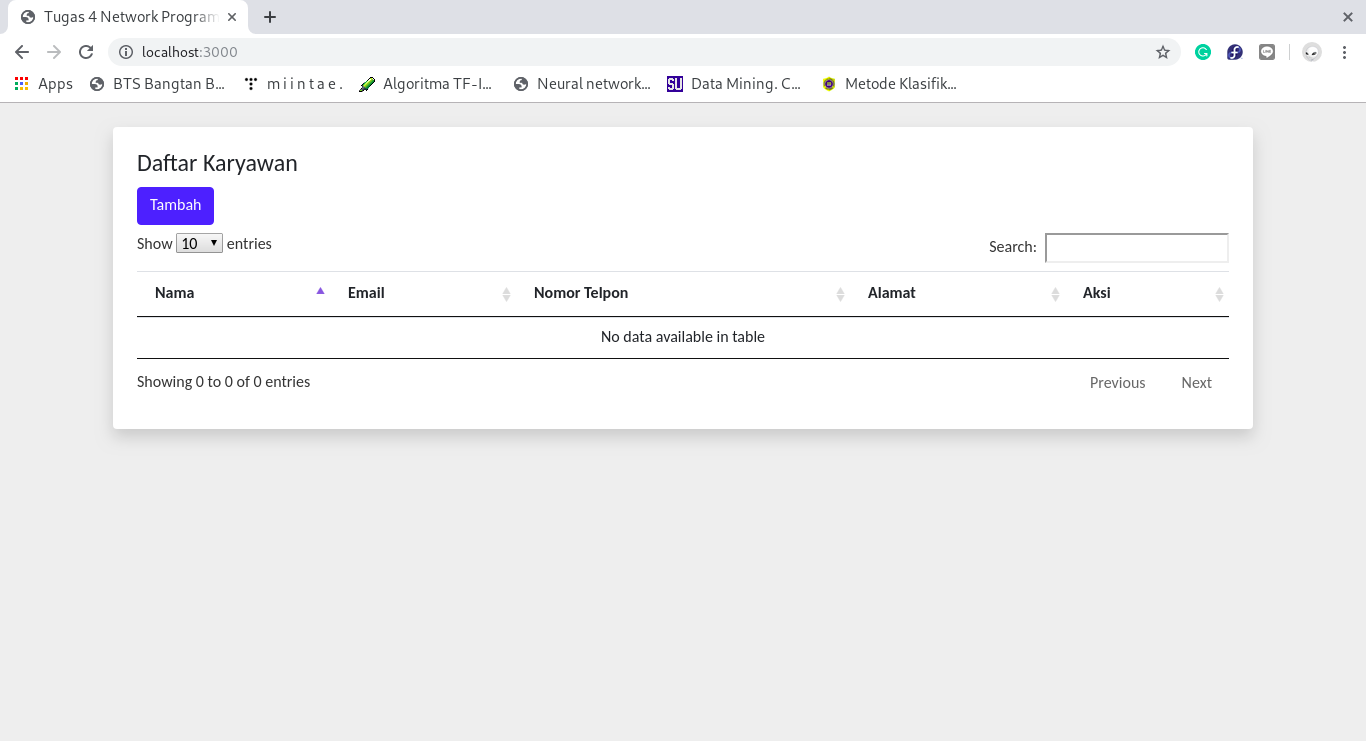 Tugas 4 Network Program
localhost:3000
Apps BTS Bangtan B... m i i n t a e . Algoritma TF-I... Neural network... SU Data Mining. C... Metode Klasifik...
Daftar Karyawan
Tambah
Show 10 entries Search:
Nama Email Nomor Telpon Alamat Aksi
No data available in table
Showing 0 to 0 of 0 entries Previous Next